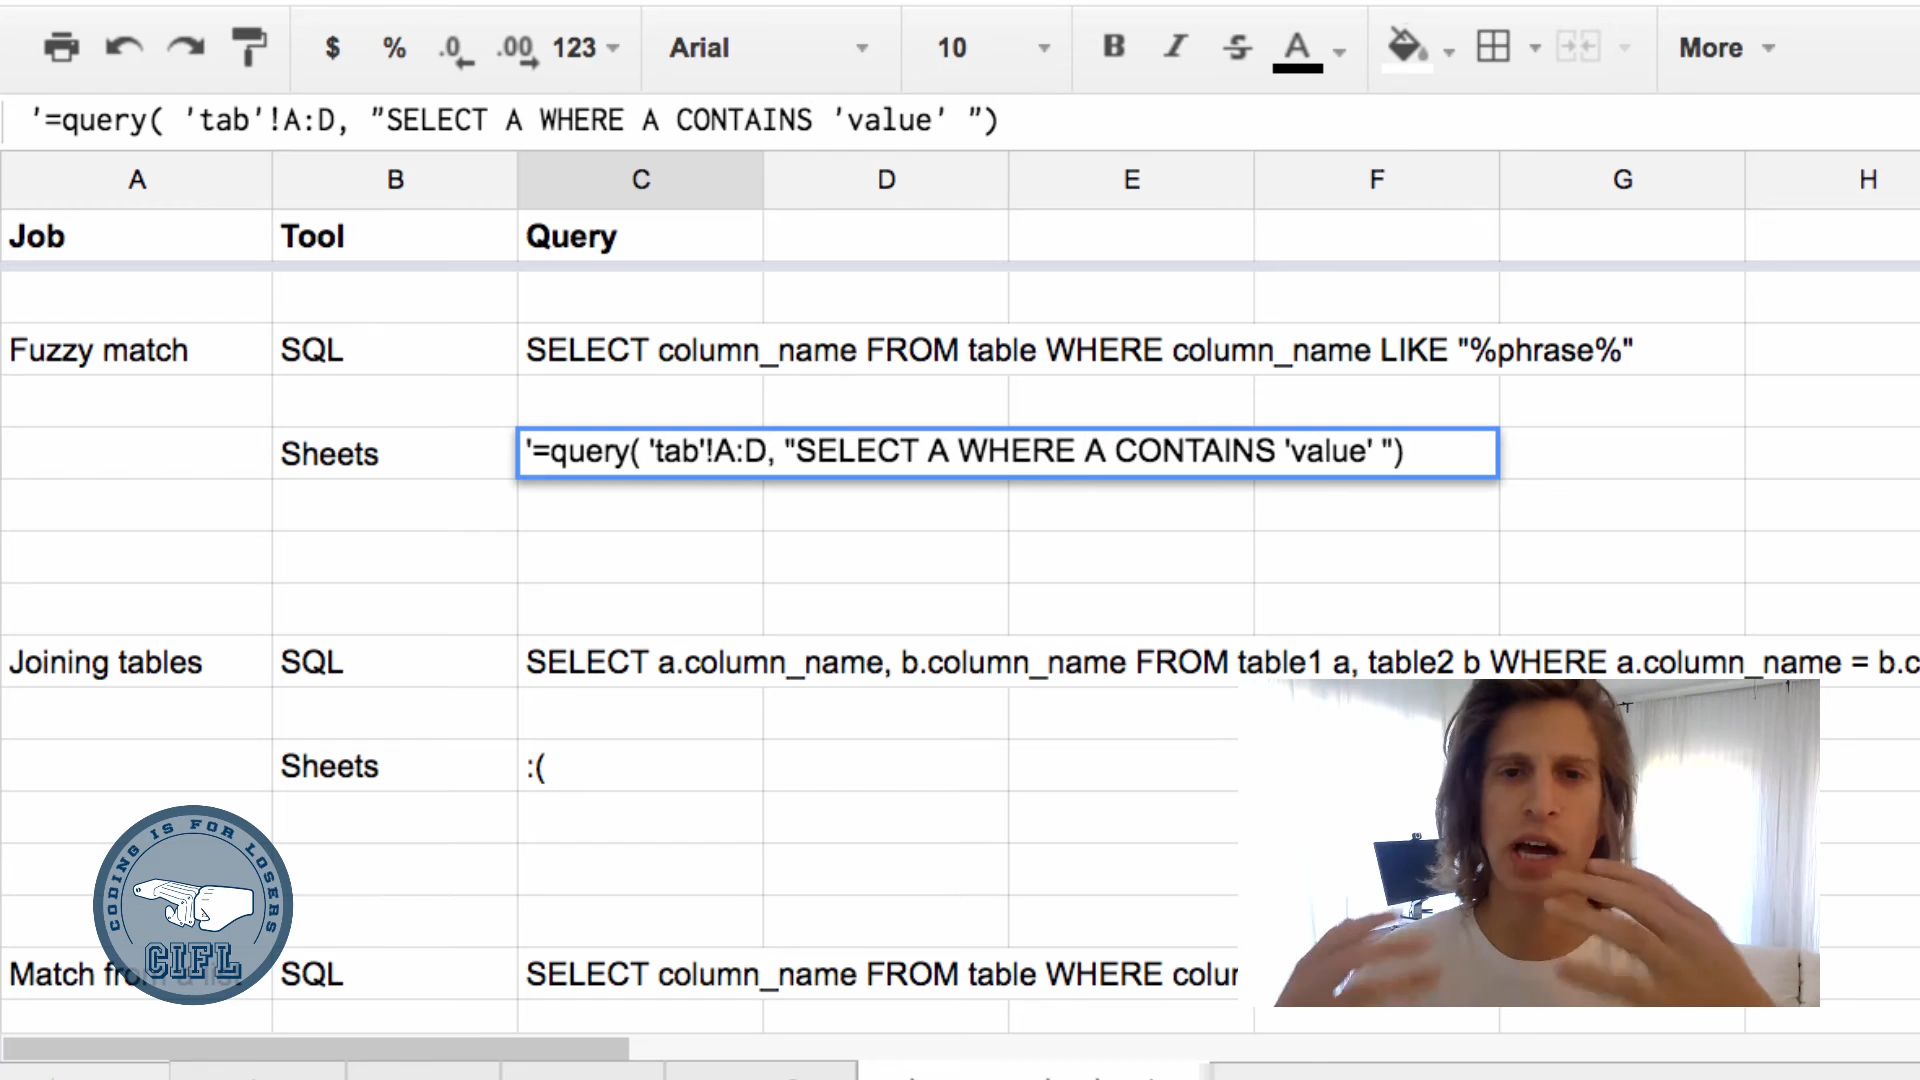 $ % .0 .00 123 Arial 10 B I S A More
'=query( 'tab'!A:D, "SELECT A WHERE A CONTAINS 'value' ")
A B C D E F G H
Job Tool Query
Fuzzy match SQL SELECT column_name FROM table WHERE column_name LIKE "%phrase%"
Sheets '=query( 'tab'!A:D, "SELECT A WHERE A CONTAINS 'value' ")
Joining tables SQL SELECT a.column_name, b.column_name FROM table1 a, table2 b WHERE a.column_name = b.c
Sheets :(
CODING IS FOR LOSERS
CIFL
Match from a list SQL SELECT column_name FROM table WHERE colur